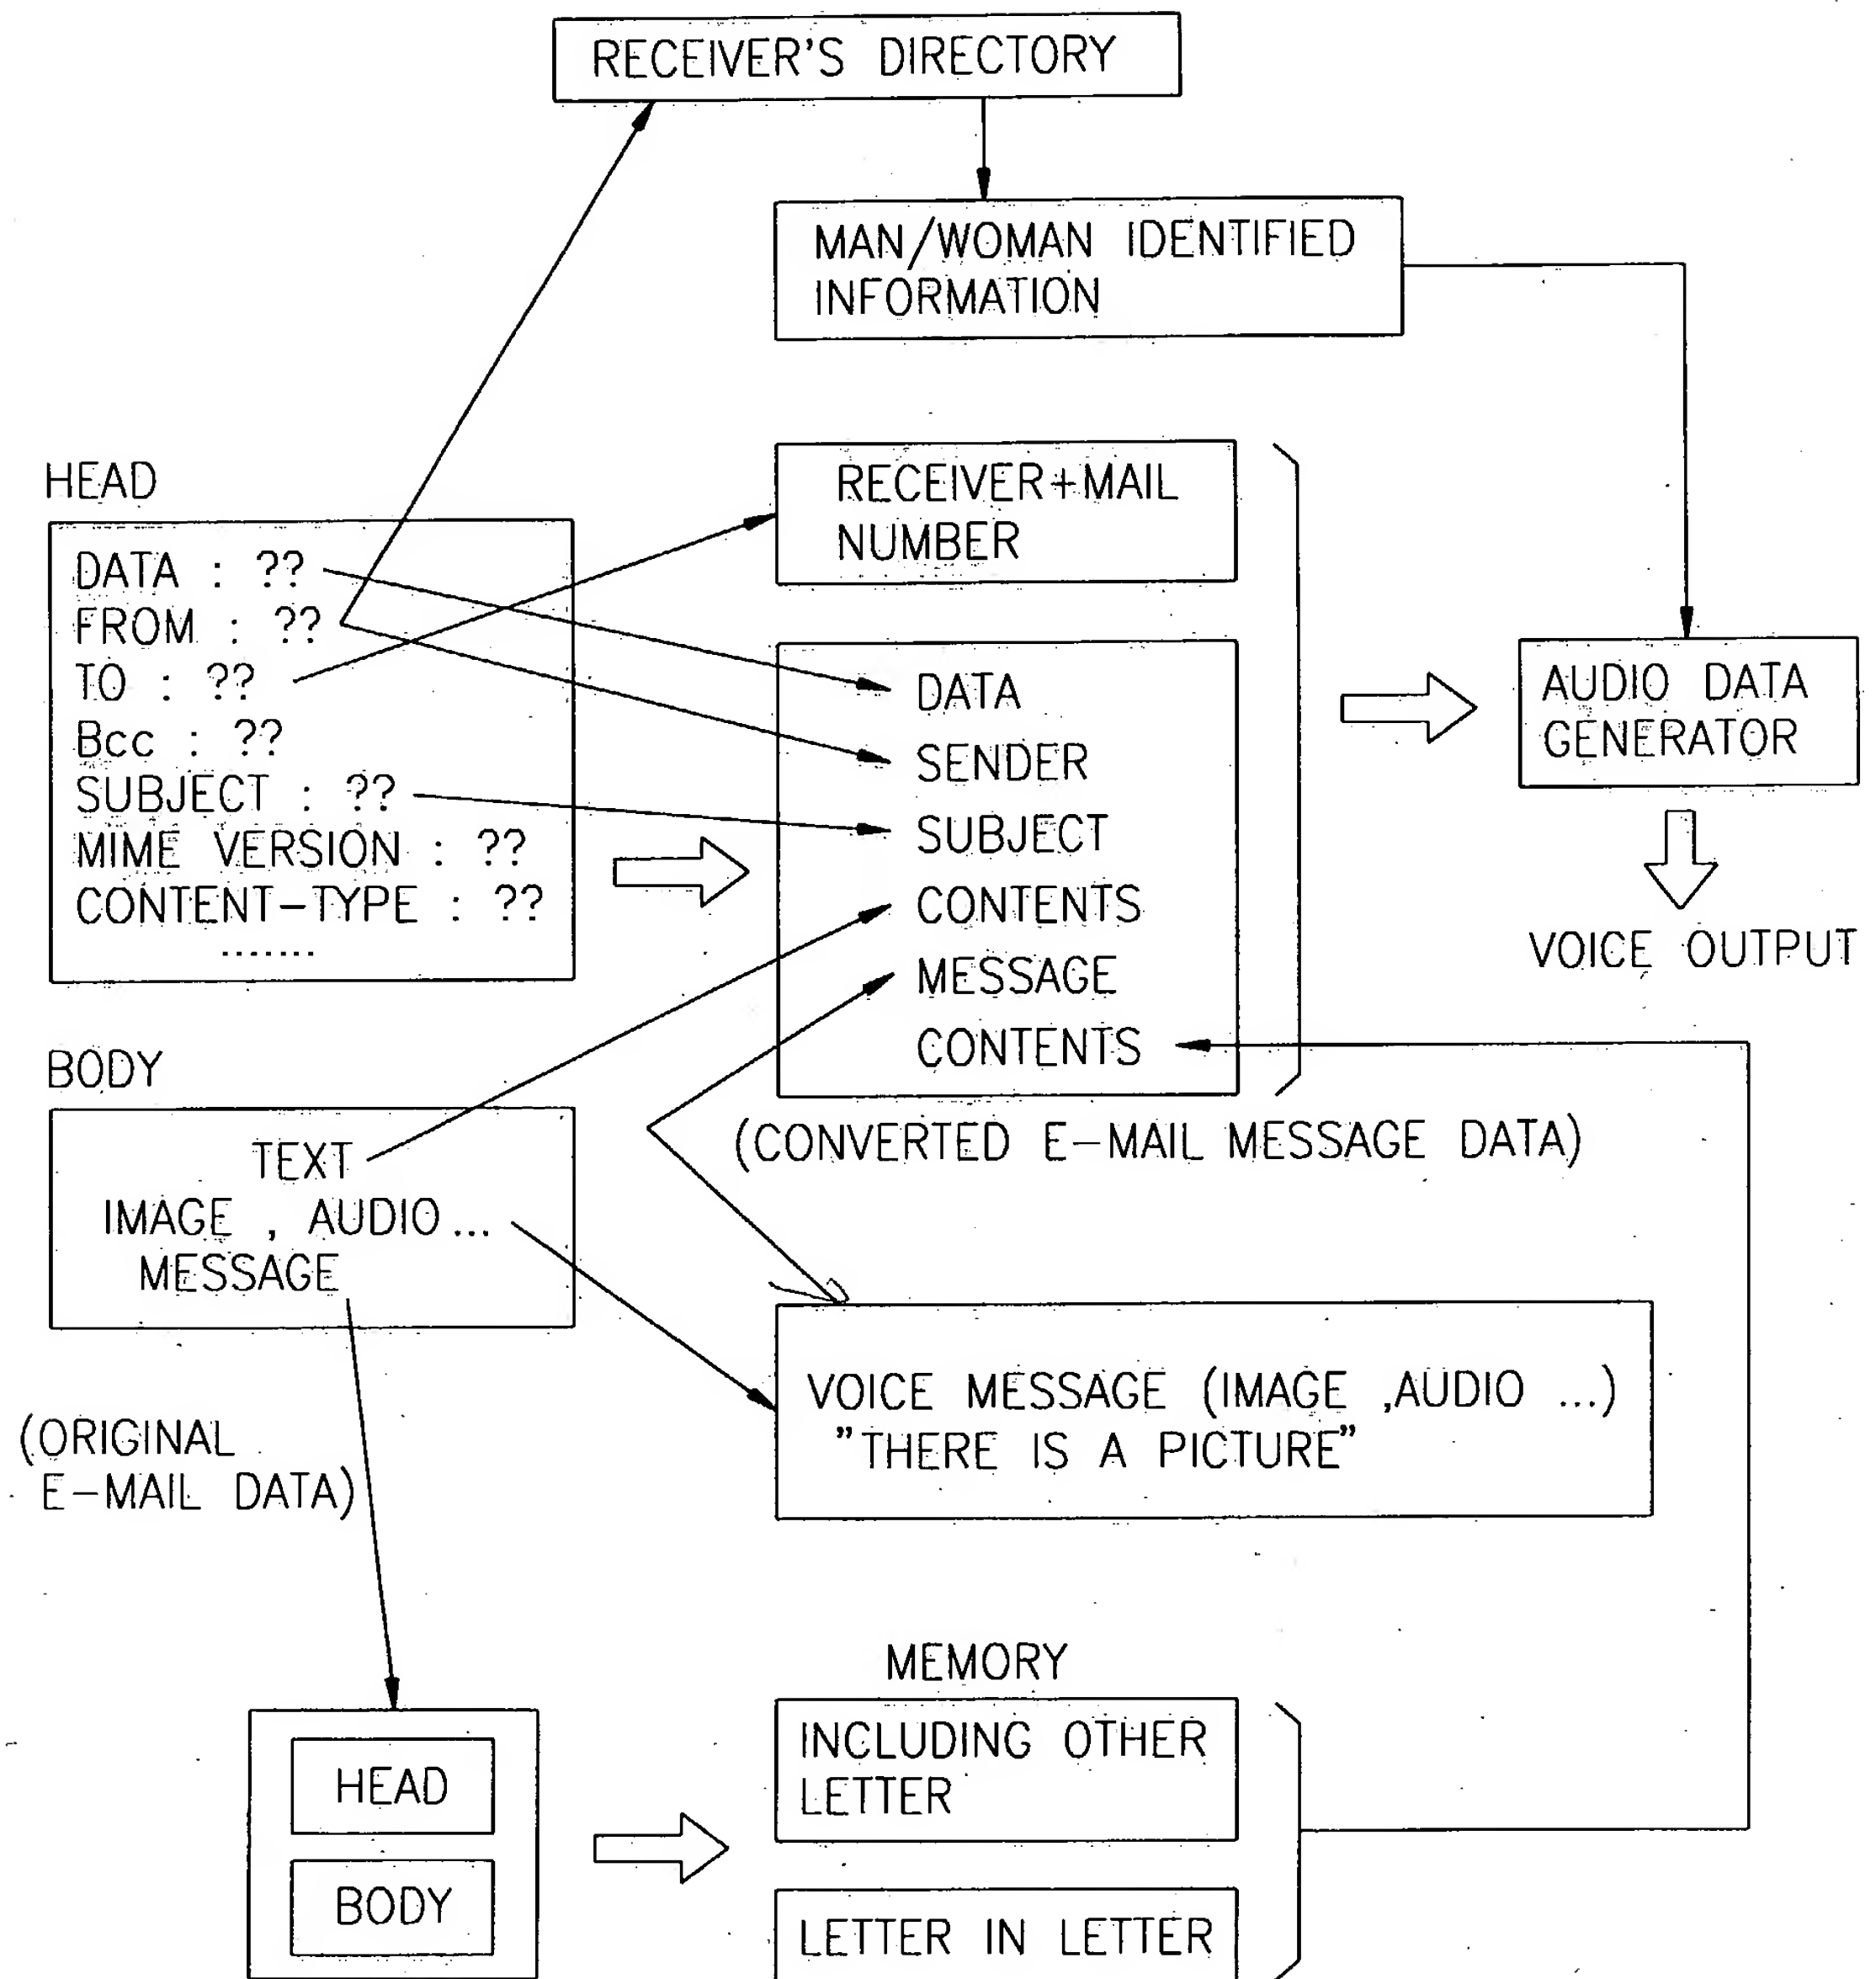 RECEIVER'S DIRECTORY
MAN/WOMAN IDENTIFIED
INFORMATION
HEAD
DATA : ??
FROM : ??
TO : ??
Bcc : ??
SUBJECT : ??
MIME VERSION : ??
CONTENT-TYPE : ??
.......
RECEIVER+MAIL
NUMBER
DATA
SENDER
SUBJECT
CONTENTS
MESSAGE
CONTENTS
(CONVERTED E-MAIL MESSAGE DATA)
AUDIO DATA
GENERATOR
VOICE OUTPUT
BODY
TEXT
IMAGE , AUDIO...
MESSAGE
(ORIGINAL
E-MAIL DATA)
VOICE MESSAGE (IMAGE ,AUDIO ...)
"THERE IS A PICTURE"
HEAD
BODY
MEMORY
INCLUDING OTHER
LETTER
LETTER IN LETTER